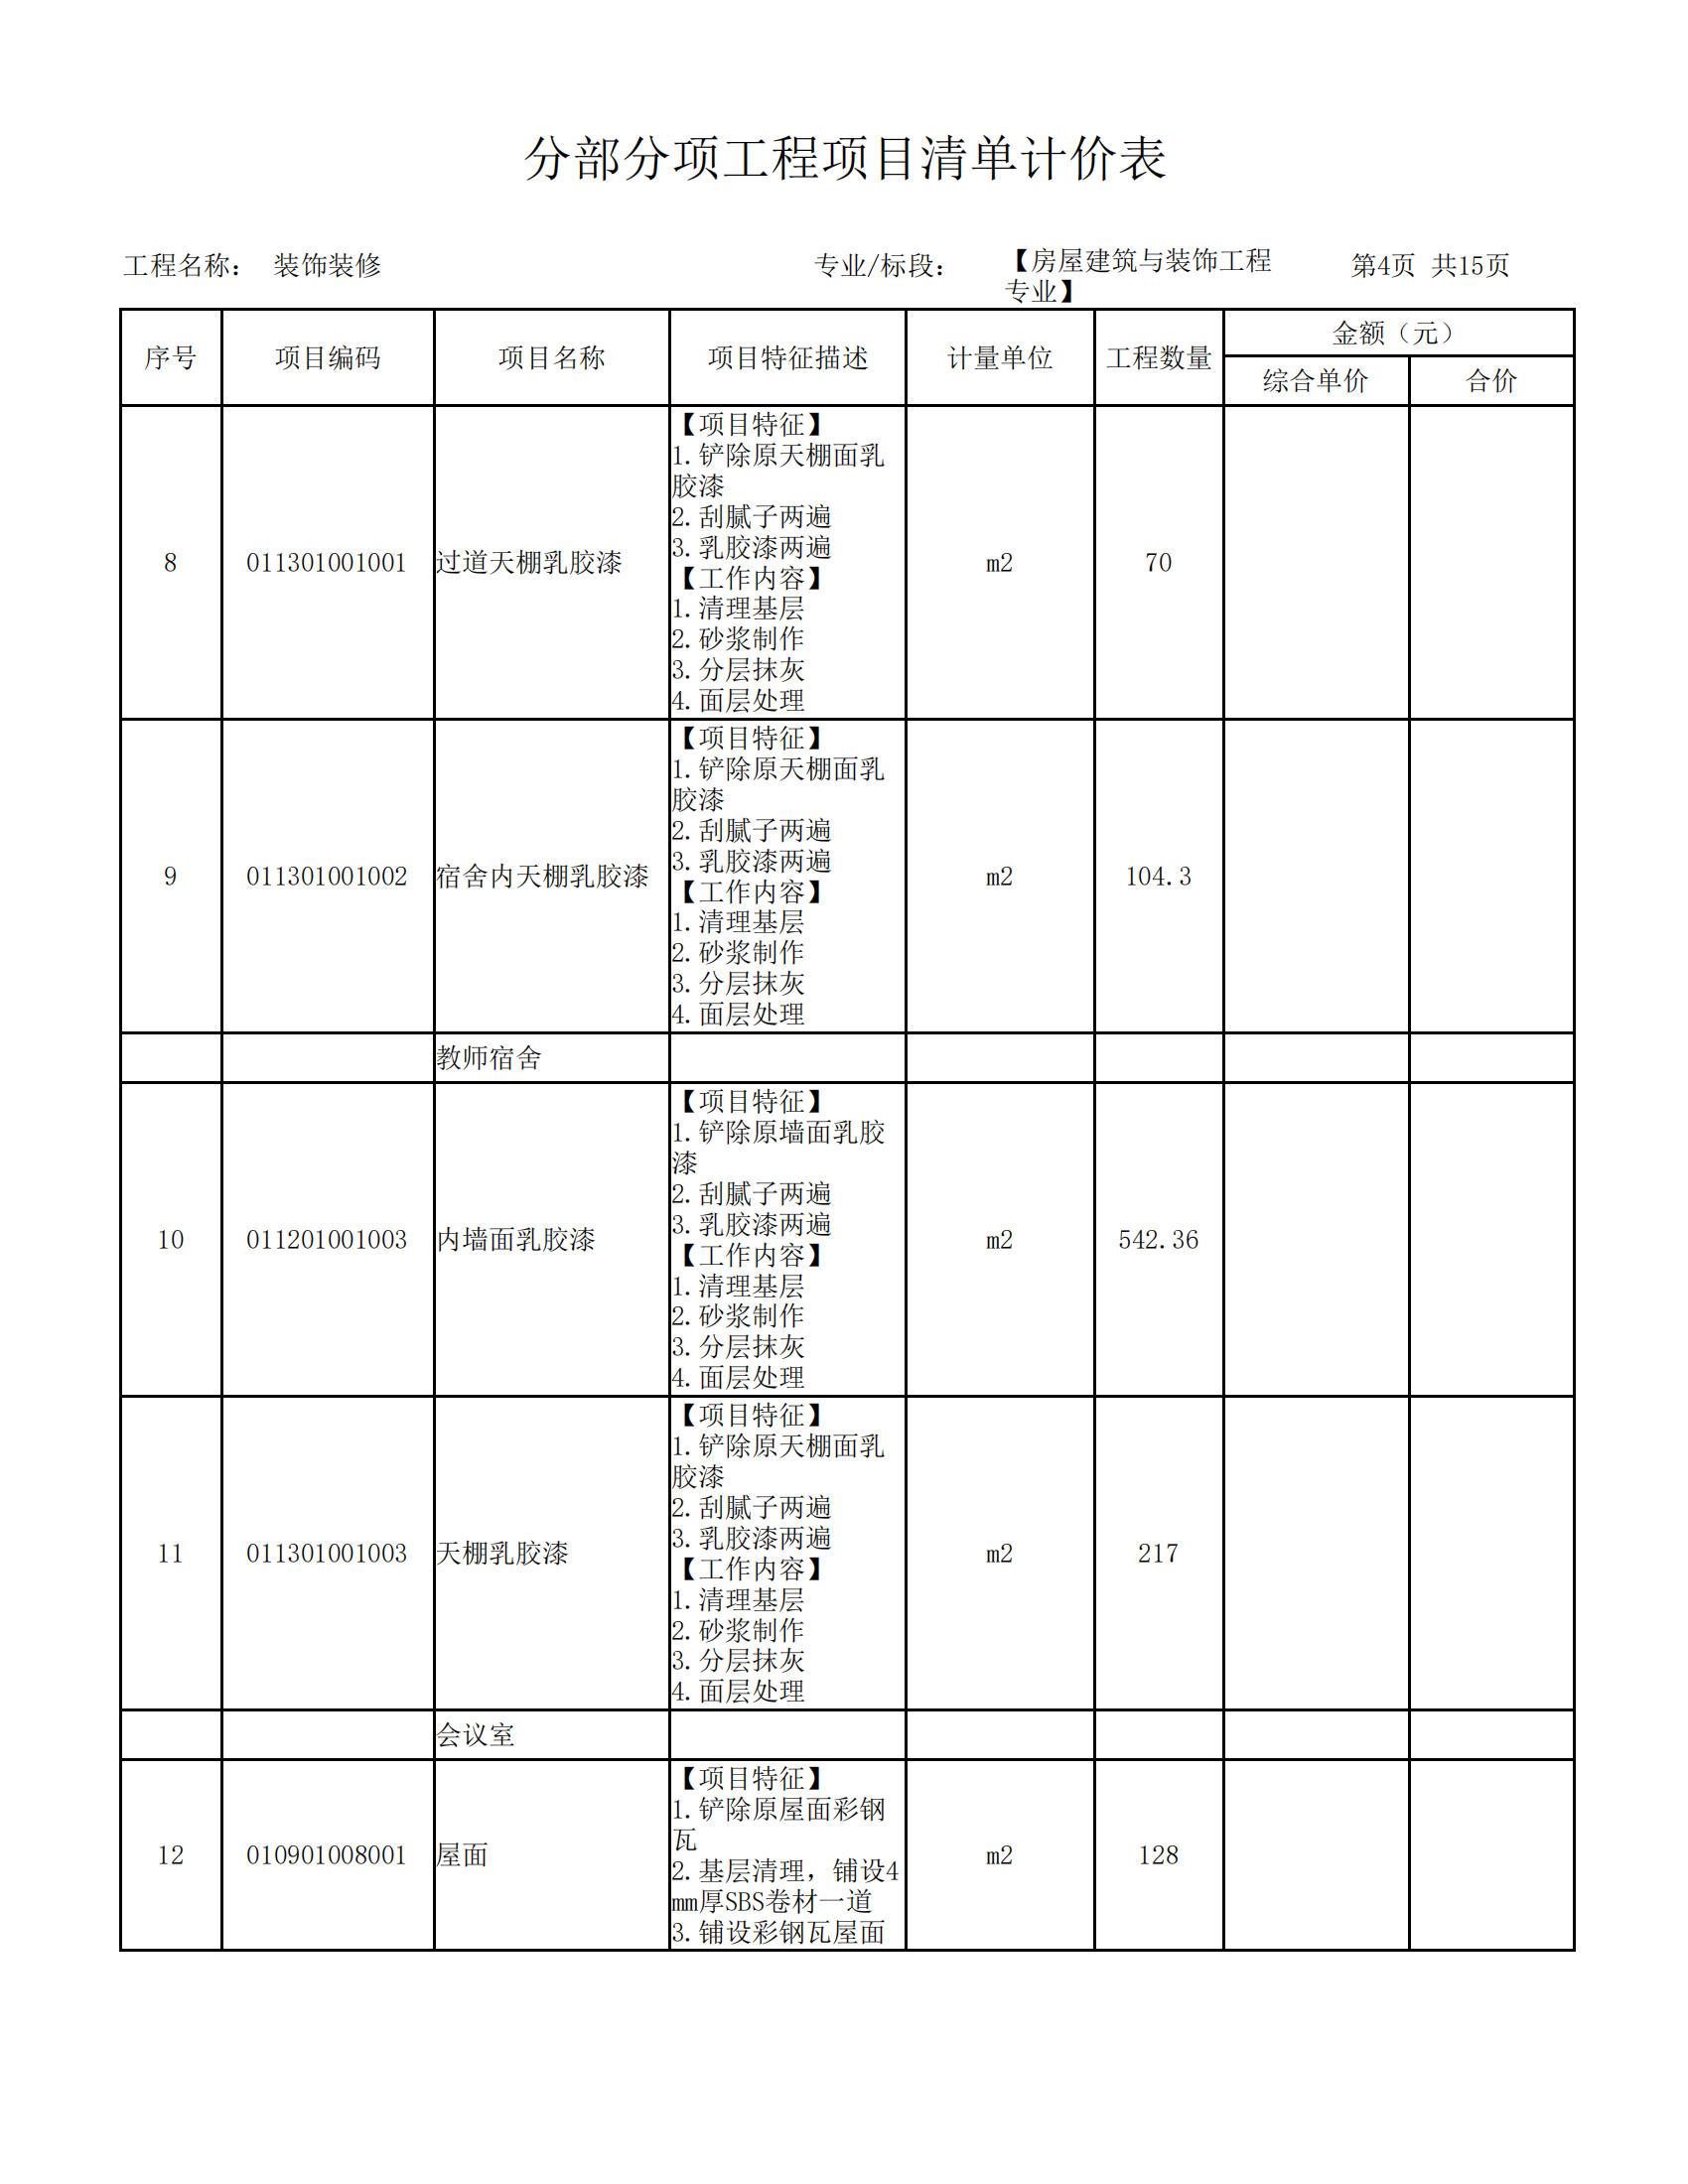 分部分项工程项目清单计价表
工程名称： 装饰装修
专业/标段：
【房屋建筑与装饰工程
专业】
第4页 共15页
序号
项目编码
项目名称
项目特征描述
计量单位
工程数量
金额（元）
综合单价
合价
8
011301001001
过道天棚乳胶漆
【项目特征】
1.铲除原天棚面乳
胶漆
2.刮腻子两遍
3.乳胶漆两遍
【工作内容】
1.清理基层
2.砂浆制作
3.分层抹灰
4.面层处理
m2
70
9
011301001002
宿舍内天棚乳胶漆
【项目特征】
1.铲除原天棚面乳
胶漆
2.刮腻子两遍
3.乳胶漆两遍
【工作内容】
1.清理基层
2.砂浆制作
3.分层抹灰
4.面层处理
m2
104.3
教师宿舍
10
011201001003
内墙面乳胶漆
【项目特征】
1.铲除原墙面乳胶
漆
2.刮腻子两遍
3.乳胶漆两遍
【工作内容】
1.清理基层
2.砂浆制作
3.分层抹灰
4.面层处理
m2
542.36
11
011301001003
天棚乳胶漆
【项目特征】
1.铲除原天棚面乳
胶漆
2.刮腻子两遍
3.乳胶漆两遍
【工作内容】
1.清理基层
2.砂浆制作
3.分层抹灰
4.面层处理
m2
217
会议室
12
010901008001
屋面
【项目特征】
1.铲除原屋面彩钢
瓦
2.基层清理，铺设4
mm厚SBS卷材一道
3.铺设彩钢瓦屋面
m2
128